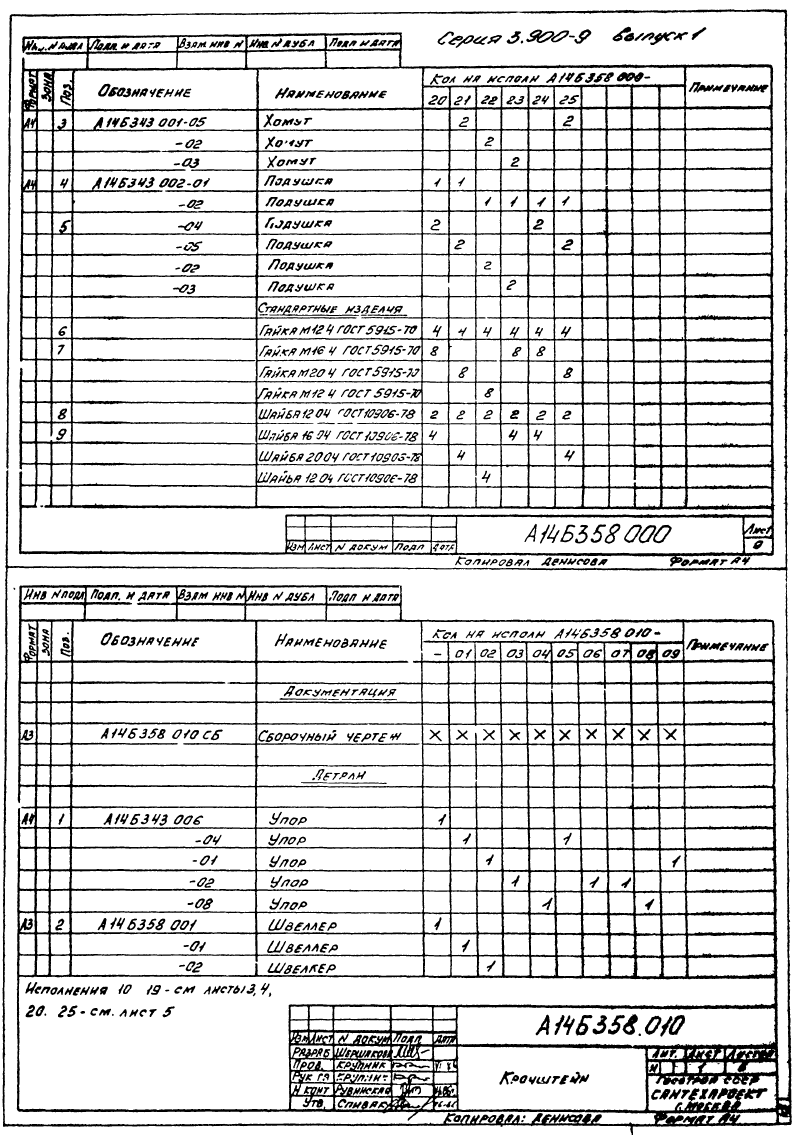 Серия 3.900-9 выпуск 1
Инв. N подл Подп. и дата Взам инв N Инв N дубл Подп и дата
Формат Зона Поз. Обозначение Наименование Кол на исполн А14Б358.000- Примечание
20 21 22 23 24 25
А4 3 А14Б343 001-05 Хомут 2 2
-02 Хомут 2
-03 Хомут 2
А4 4 А14Б343 002-01 Подушка 1 1
-02 Подушка 1 1 1 1
5 -04 Подушка 2 2
-05 Подушка 2 2
-02 Подушка 2
-03 Подушка 2
Стандартные изделия
6 Гайка М12 4 ГОСТ 5915-70 4 4 4 4 4 4
7 Гайка М16 4 ГОСТ 5915-70 8 8 8
Гайка М20 4 ГОСТ 5915-70 8 8
Гайка М12 4 ГОСТ 5915-70 8
8 Шайба 12 04 ГОСТ 10906-78 2 2 2 2 2 2
9 Шайба 16 04 ГОСТ 10906-78 4 4 4
Шайба 20 04 ГОСТ 10906-78 4 4
Шайба 12 04 ГОСТ 10906-78 4
А14Б358 000 Лист
Изм Лист N докум Подп Дата
Копировал Денисова Формат А4
Инв N подл Подп. и дата Взам инв N Инв N дубл Подп и дата
Формат Зона Поз. Обозначение Наименование Кол на исполн А14Б358 010- Примечание
- 01 02 03 04 05 06 07 08 09
Документация
А3 А14Б358 010 СБ Сборочный чертеж X X X X X X X X X X
Детали
А4 1 А14Б343 006 Упор 1
-04 Упор 1 1
-01 Упор 1 1
-02 Упор 1 1 1
-08 Упор 1 1
А3 2 А14Б358 001 Швеллер 1
-01 Швеллер 1
-02 Швеллер 1
Исполнения 10 19 - см листы 3, 4,
20. 25 - см. лист 5
А14Б358.010
Изм Лист N докум Подп Дата
Разраб Шершакова
Пров. Крупник
Рук гр Крупник
Н контр Рувинская
Утв. Спивак
Кронштейн
Лит. Лист Листов
И 1 6
Госстрой СССР
Сантехпроект
г. Москва
Копировал: Денисова Формат А4